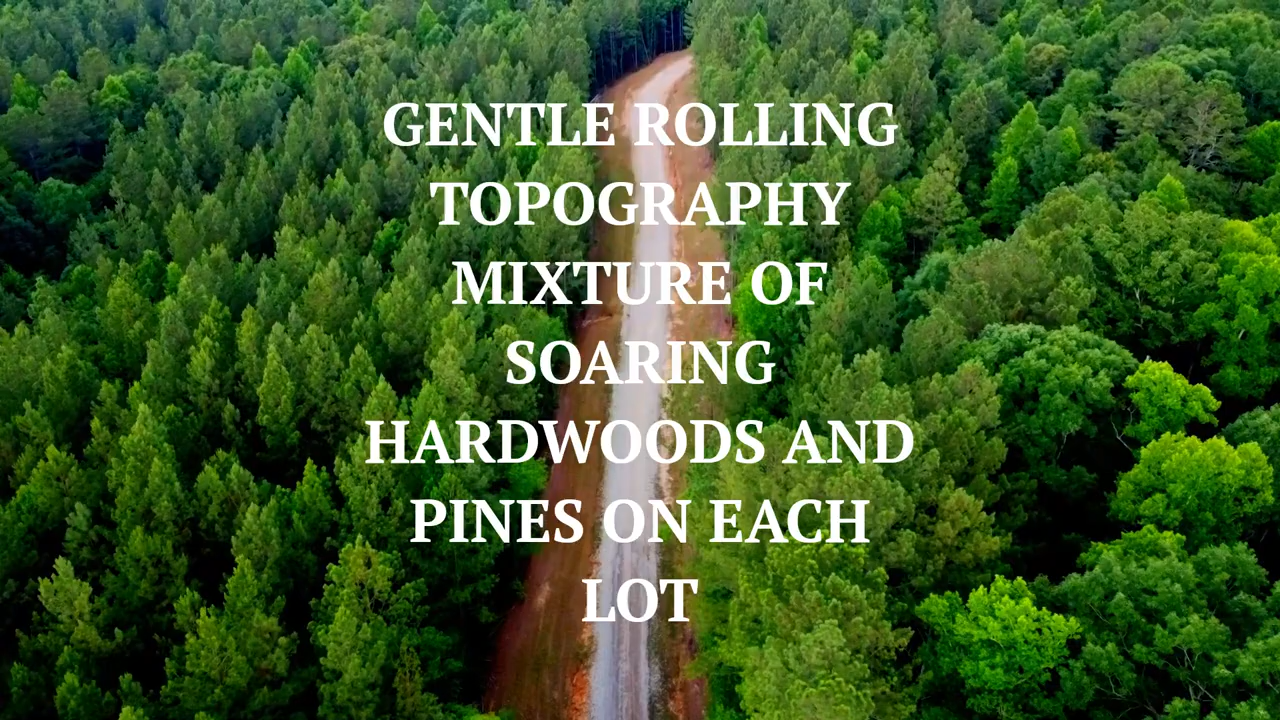 GENTLE ROLLING
TOPOGRAPHY
MIXTURE OF
SOARING
HARDWOODS AND
PINES ON EACH
LOT